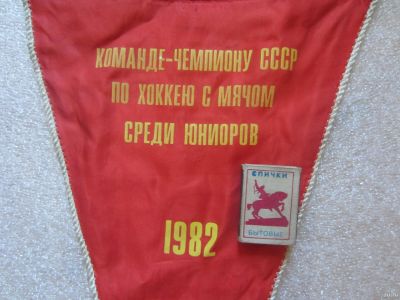 КОМАНДЕ-ЧЕМПИОНУ СССР
ПО ХОККЕЮ С МЯЧОМ
СРЕДИ ЮНИОРОВ
1982
СПИЧКИ
БЫТОВЫЕ